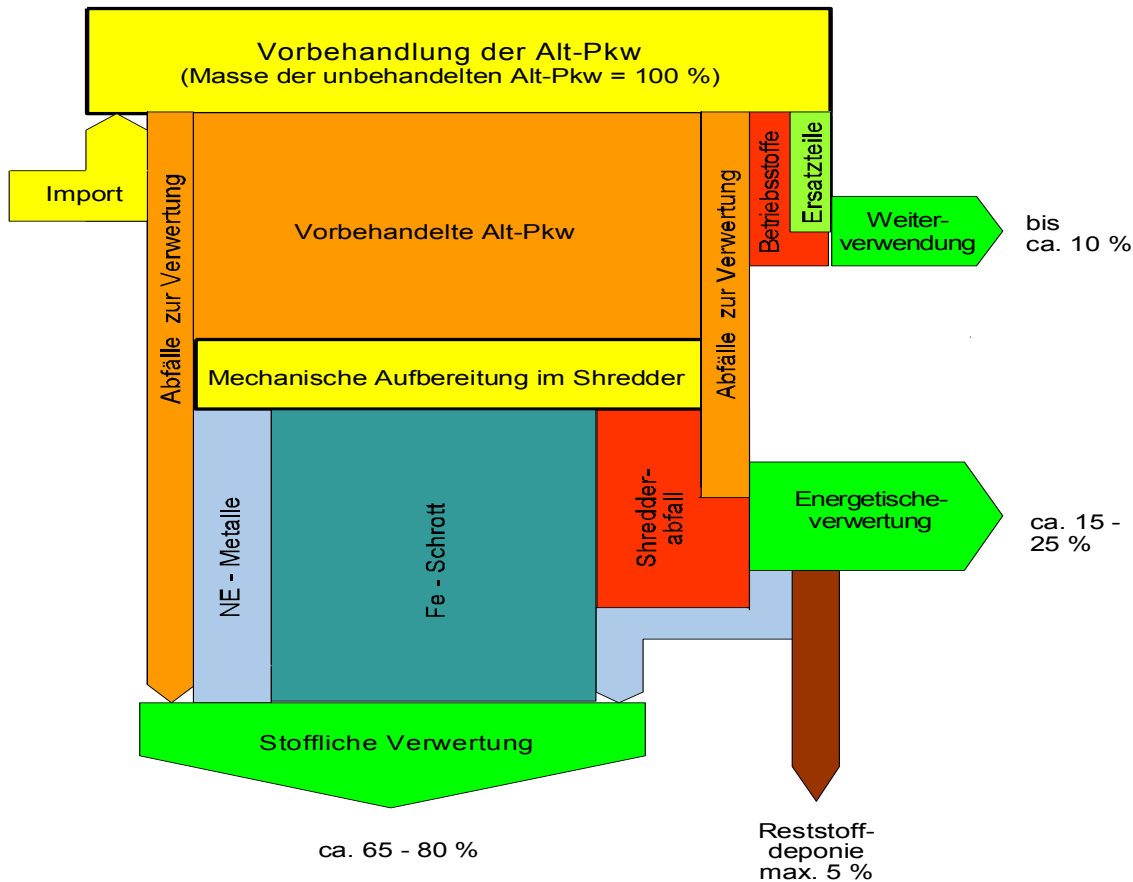 Vorbehandlung der Alt-Pkw
(Masse der unbehandelten Alt-Pkw = 100 %)
Import
Abfälle zur Verwertung
Vorbehandelte Alt-Pkw
Abfälle zur Verwertung
Betriebsstoffe
Ersatzteile
Weiter-
verwendung
bis
ca. 10 %
Mechanische Aufbereitung im Shredder
NE - Metalle
Fe - Schrott
Shredder-
abfall
Energetische-
verwertung
ca. 15 -
25 %
Stoffliche Verwertung
ca. 65 - 80 %
Reststoff-
deponie
max. 5 %